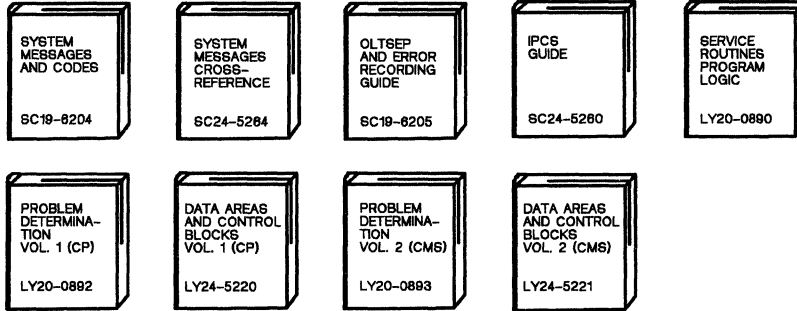 SYSTEM
MESSAGES
AND CODES
SC19-6204
SYSTEM
MESSAGES
CROSS-
REFERENCE
SC24-5264
OLTSEP
AND ERROR
RECORDING
GUIDE
SC19-6205
IPCS
GUIDE
SC24-5260
SERVICE
ROUTINES
PROGRAM
LOGIC
LY20-0890
PROBLEM
DETERMINA-
TION
VOL. 1 (CP)
LY20-0892
DATA AREAS
AND CONTROL
BLOCKS
VOL. 1 (CP)
LY24-5220
PROBLEM
DETERMINA-
TION
VOL. 2 (CMS)
LY20-0893
DATA AREAS
AND CONTROL
BLOCKS
VOL. 2 (CMS)
LY24-5221